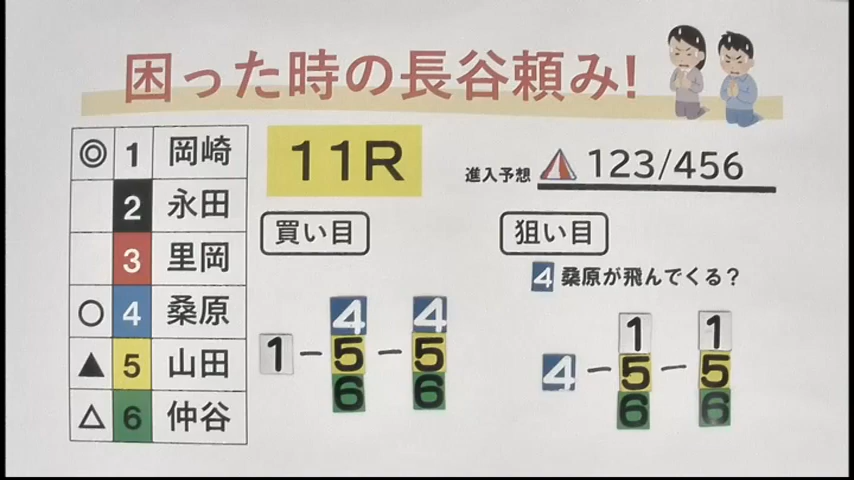 困った時の長谷頼み!
◎ 1 岡崎
2 永田
3 里岡
○ 4 桑原
▲ 5 山田
△ 6 仲谷
11R
進入予想 123/456
買い目
4 4
1－5－5
6 6
狙い目
4 桑原が飛んでくる?
1 1
4－5－5
6 6